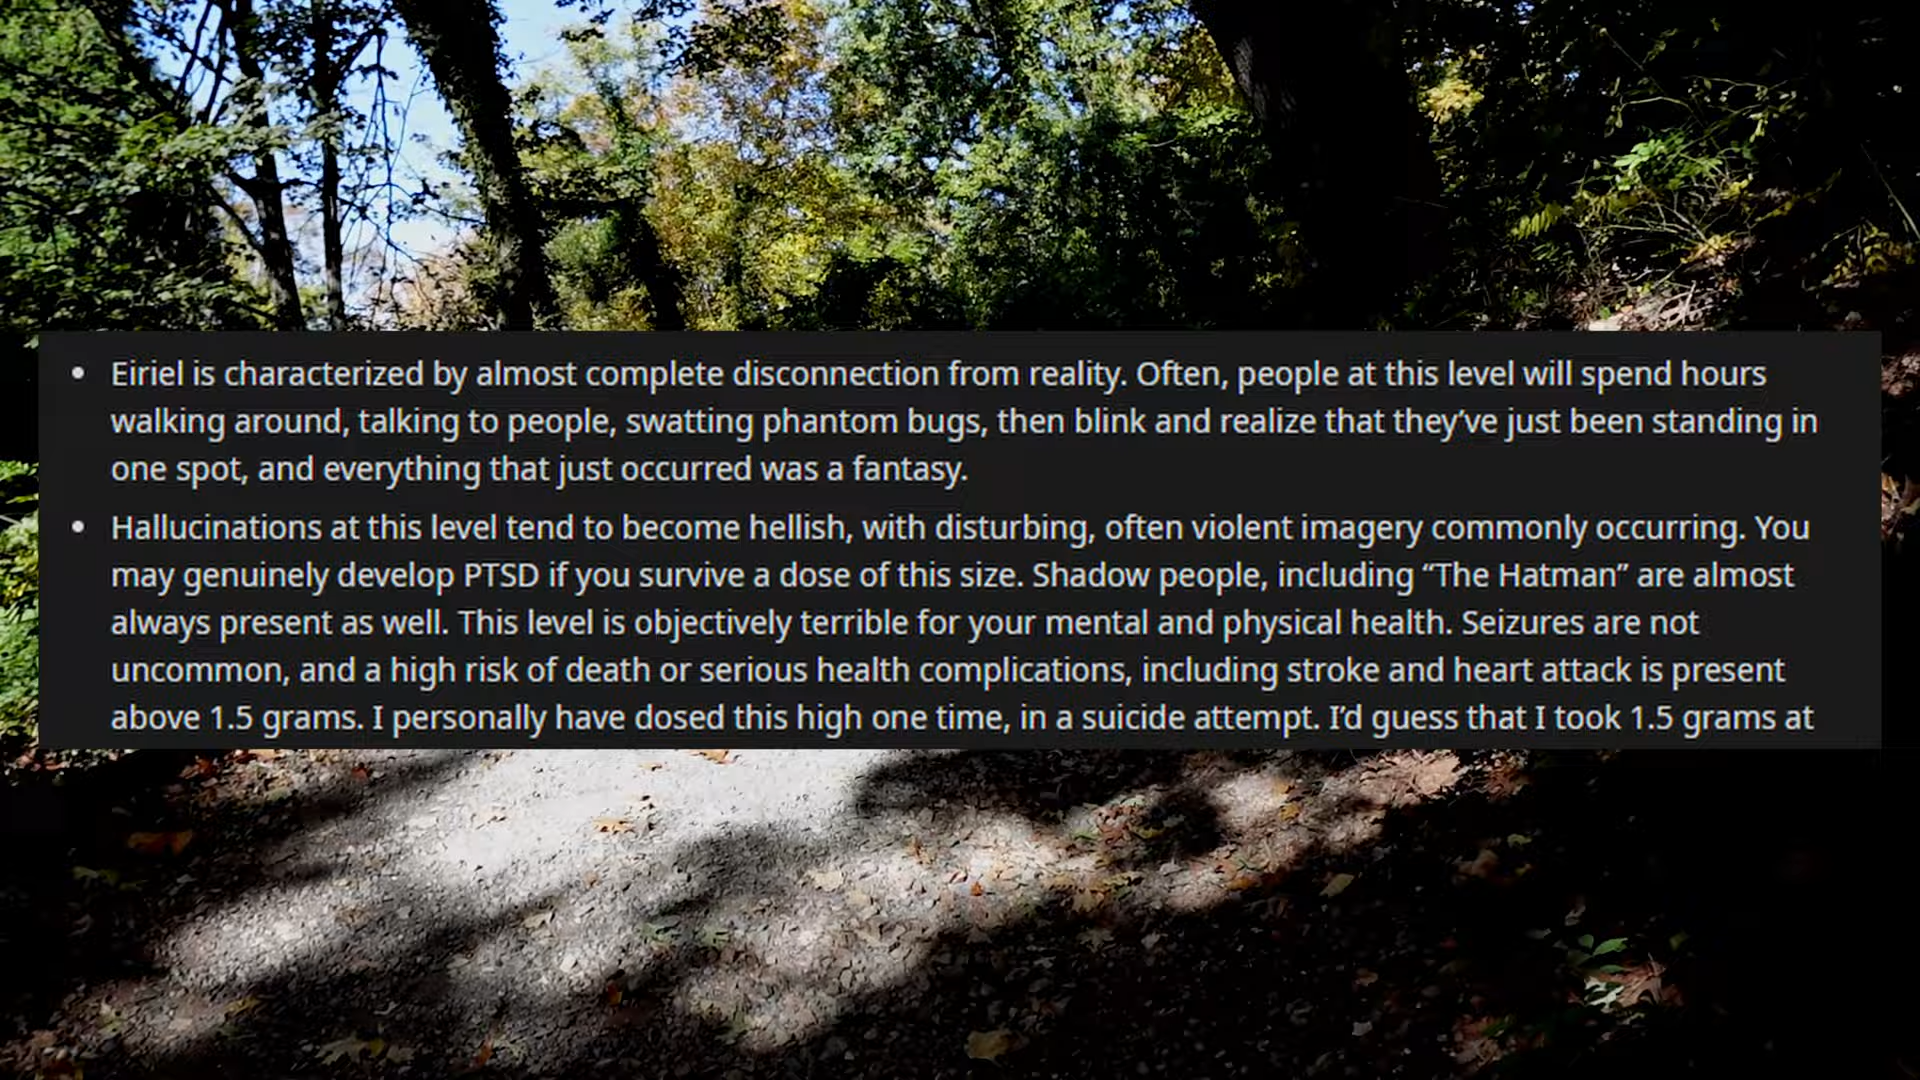 • Eiriel is characterized by almost complete disconnection from reality. Often, people at this level will spend hours
walking around, talking to people, swatting phantom bugs, then blink and realize that they’ve just been standing in
one spot, and everything that just occurred was a fantasy.
• Hallucinations at this level tend to become hellish, with disturbing, often violent imagery commonly occurring. You
may genuinely develop PTSD if you survive a dose of this size. Shadow people, including “The Hatman” are almost
always present as well. This level is objectively terrible for your mental and physical health. Seizures are not
uncommon, and a high risk of death or serious health complications, including stroke and heart attack is present
above 1.5 grams. I personally have dosed this high one time, in a suicide attempt. I’d guess that I took 1.5 grams at